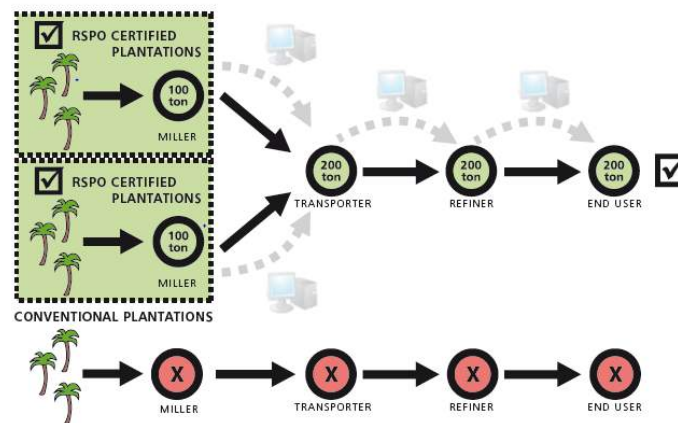 RSPO CERTIFIED
PLANTATIONS
100
ton
MILLER
RSPO CERTIFIED
PLANTATIONS
100
ton
MILLER
200
ton
TRANSPORTER
200
ton
REFINER
200
ton
END USER
CONVENTIONAL PLANTATIONS
X
MILLER
X
TRANSPORTER
X
REFINER
X
END USER